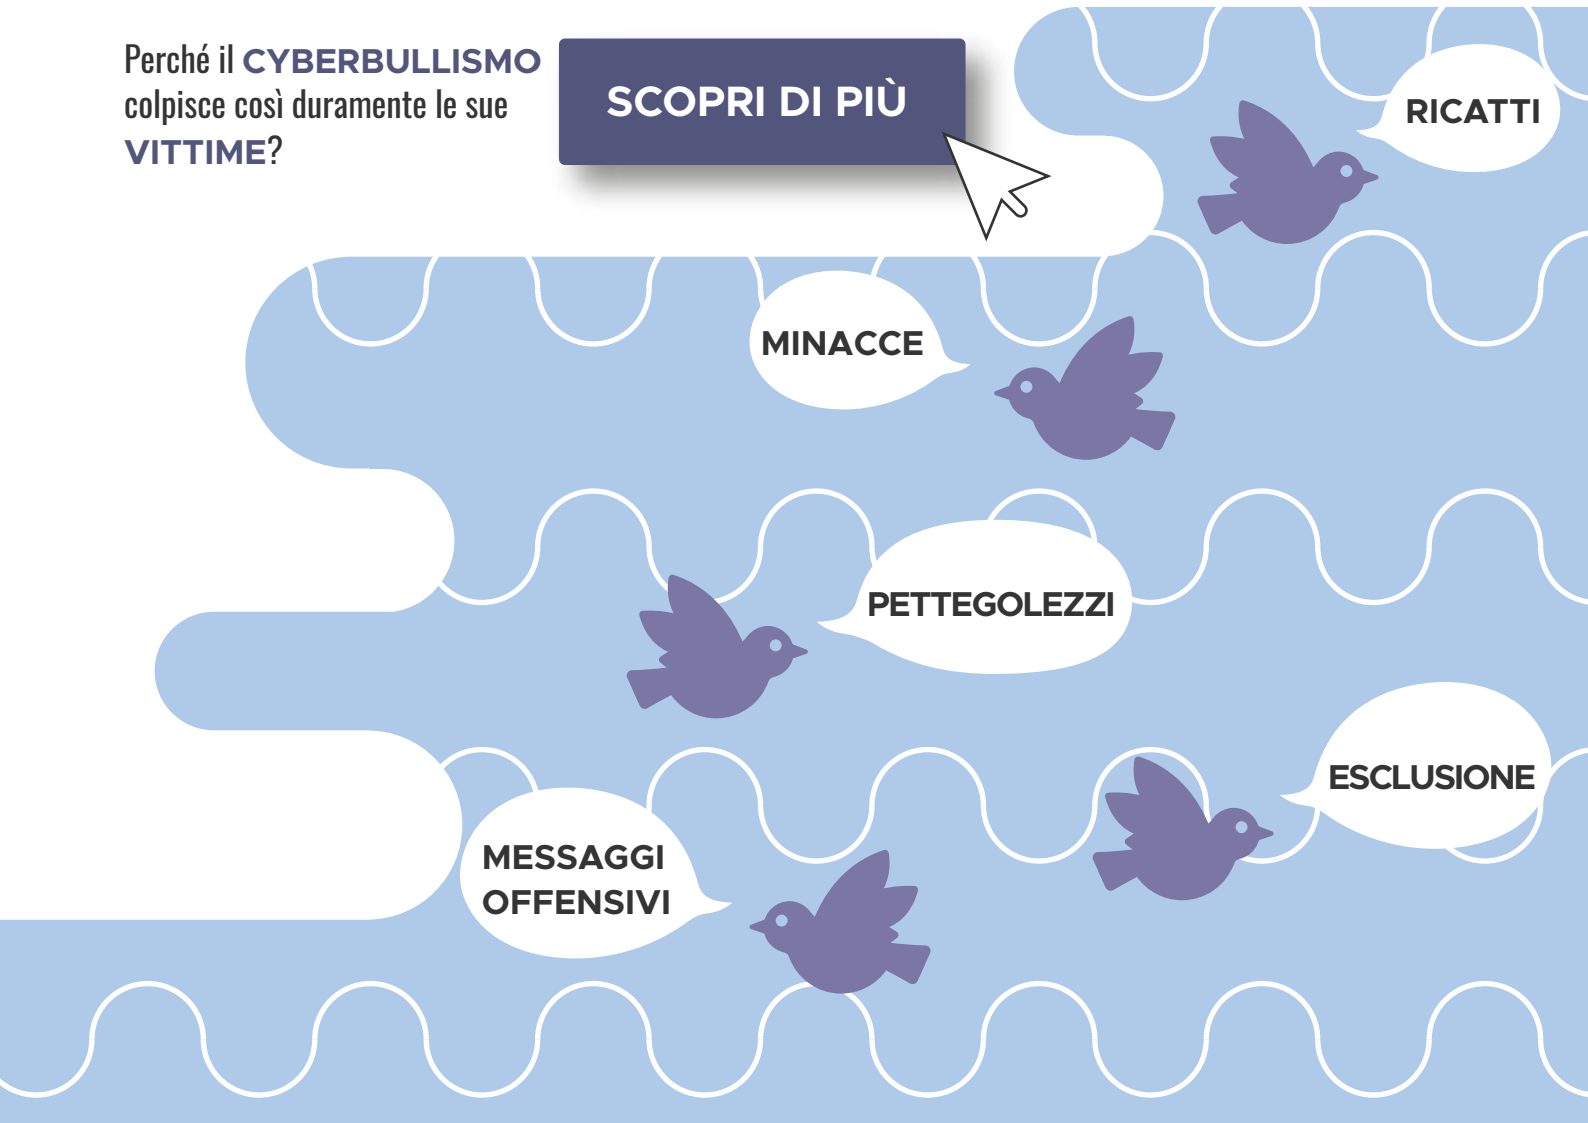 Perché il CYBERBULLISMO
colpisce così duramente le sue
VITTIME?
SCOPRI DI PIÙ
RICATTI
MINACCE
PETTEGOLEZZI
ESCLUSIONE
MESSAGGI
OFFENSIVI